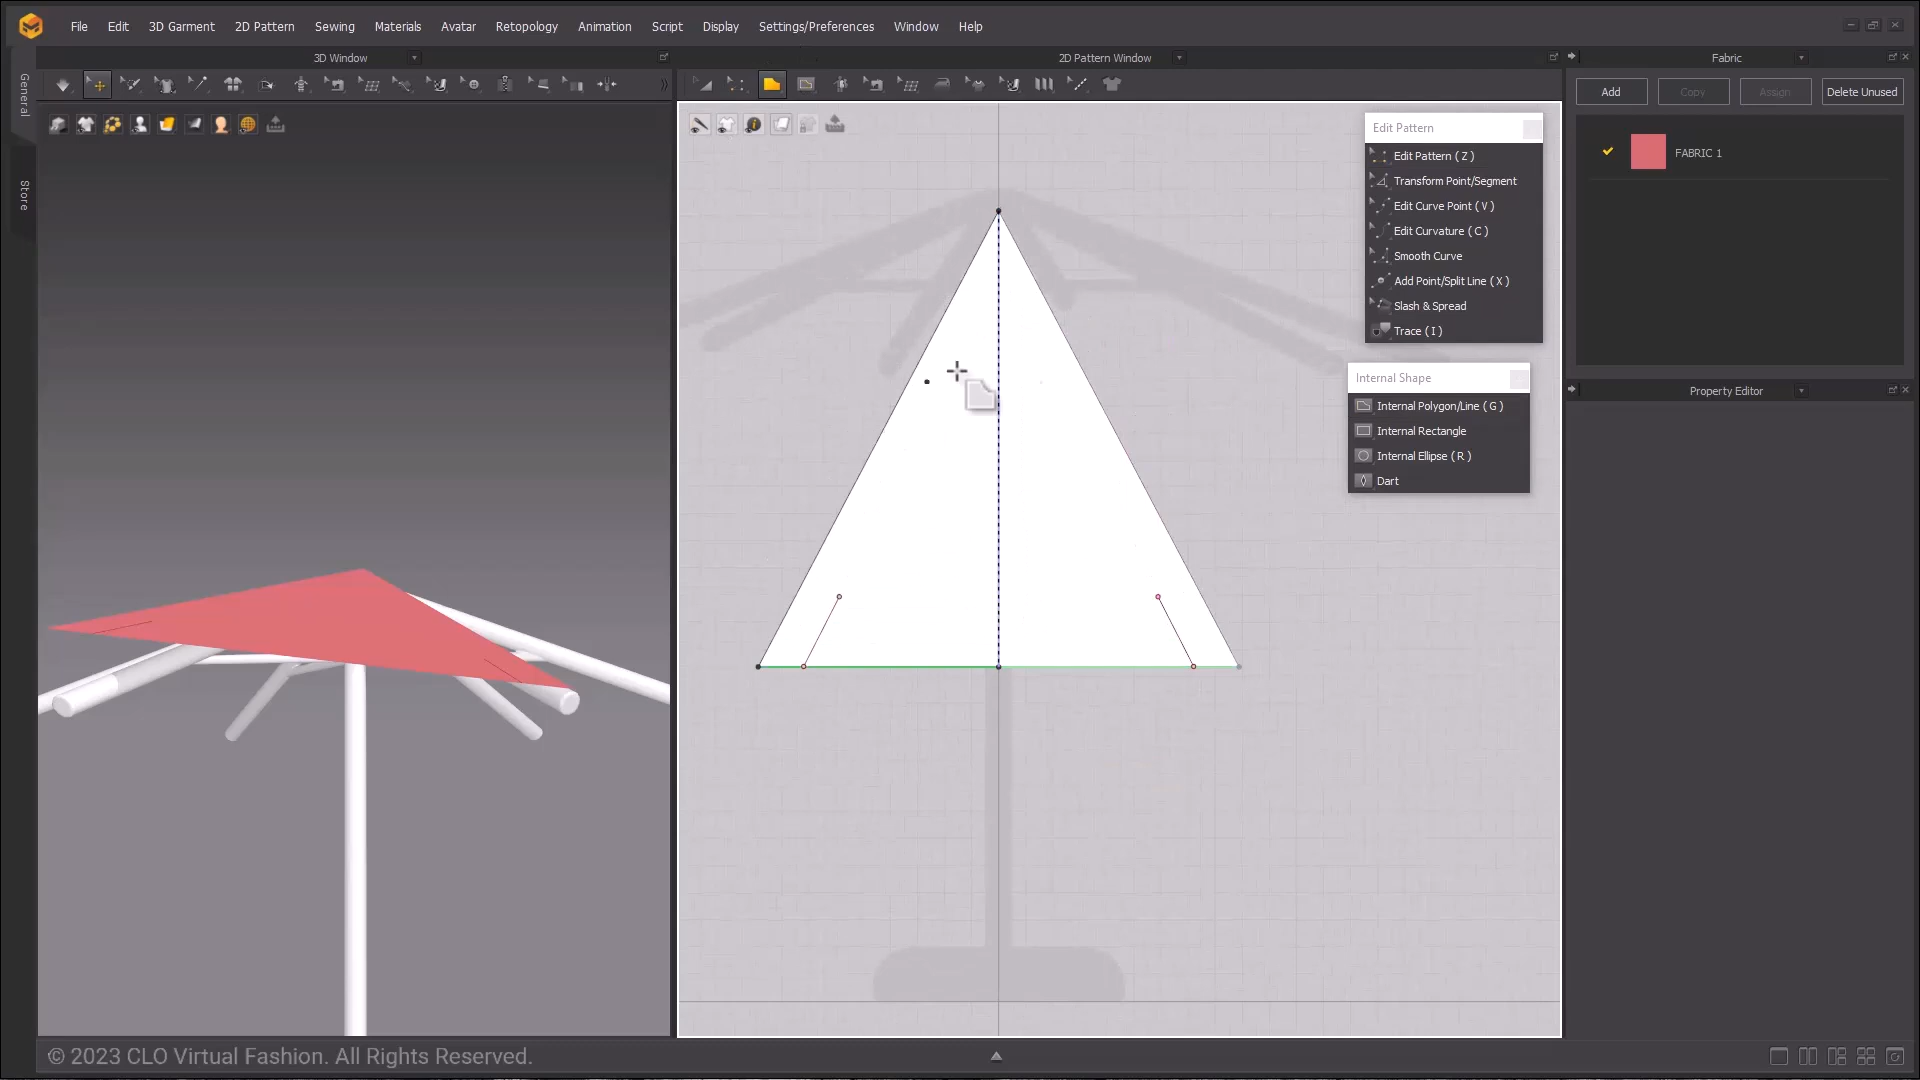 File Edit 3D Garment 2D Pattern Sewing Materials Avatar Retopology Animation Script Display Settings/Preferences Window Help
3D Window
2D Pattern Window
Fabric
General
Store
Add Copy Assign Delete Unused
FABRIC 1
Edit Pattern
Edit Pattern ( Z )
Transform Point/Segment
Edit Curve Point ( V )
Edit Curvature ( C )
Smooth Curve
Add Point/Split Line ( X )
Slash & Spread
Trace ( I )
Internal Shape
Internal Polygon/Line ( G )
Internal Rectangle
Internal Ellipse ( R )
Dart
Property Editor
© 2023 CLO Virtual Fashion. All Rights Reserved.